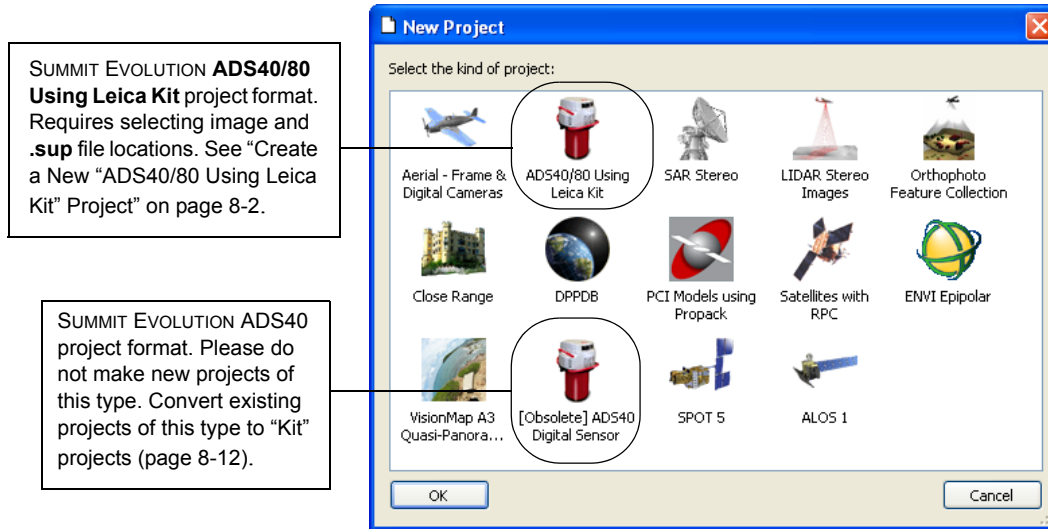 SUMMIT EVOLUTION ADS40/80
Using Leica Kit project format.
Requires selecting image and
.sup file locations. See “Create
a New “ADS40/80 Using Leica
Kit” Project” on page 8-2.
SUMMIT EVOLUTION ADS40
project format. Please do
not make new projects of
this type. Convert existing
projects of this type to “Kit”
projects (page 8-12).
New Project
Select the kind of project:
Aerial - Frame &
Digital Cameras
ADS40/80 Using
Leica Kit
SAR Stereo
LIDAR Stereo
Images
Orthophoto
Feature Collection
Close Range
DPPDB
PCI Models using
Propack
Satellites with
RPC
ENVI Epipolar
VisionMap A3
Quasi-Panora...
[Obsolete] ADS40
Digital Sensor
SPOT 5
ALOS 1
OK
Cancel